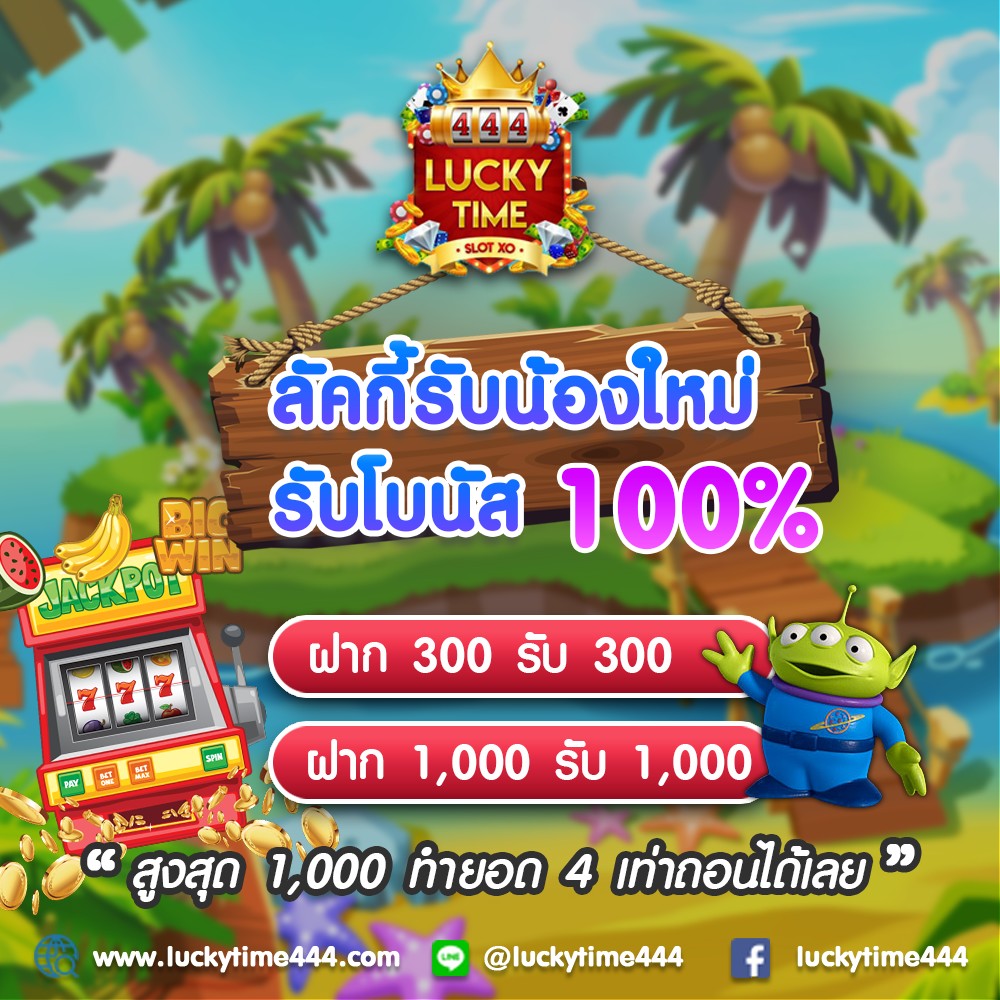 444
LUCKY
TIME
SLOT XO
ลัคกี้รับน้องใหม่
รับโบนัส 100%
BIG
WIN
JACKPOT
7 7 7
PAY BET ONE BET MAX SPIN
ฝาก 300 รับ 300
ฝาก 1,000 รับ 1,000
“ สูงสุด 1,000 ทำยอด 4 เท่าถอนได้เลย ”
www.luckytime444.com LINE @luckytime444 f luckytime444